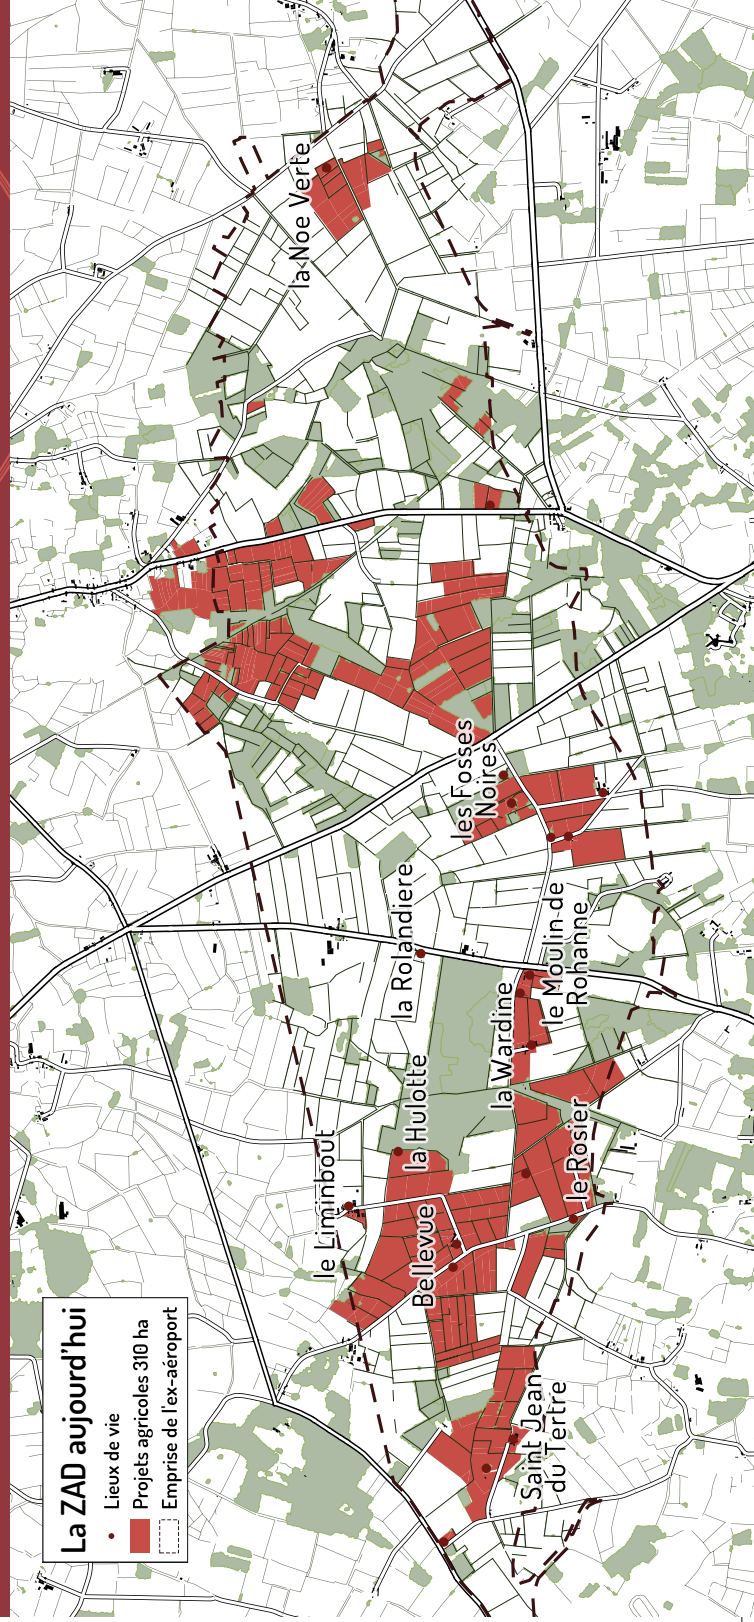 La ZAD aujourd'hui
Lieux de vie
Projets agricoles 310 ha
Emprise de l'ex-aéroport
Saint Jean
du Tertre
le Liminbout
Bellevue
la Hulotte
le Rosier
la Wardine
la Rolandiere
le Moulin de
Rohanne
les Fosses
Noires
la Noe Verte